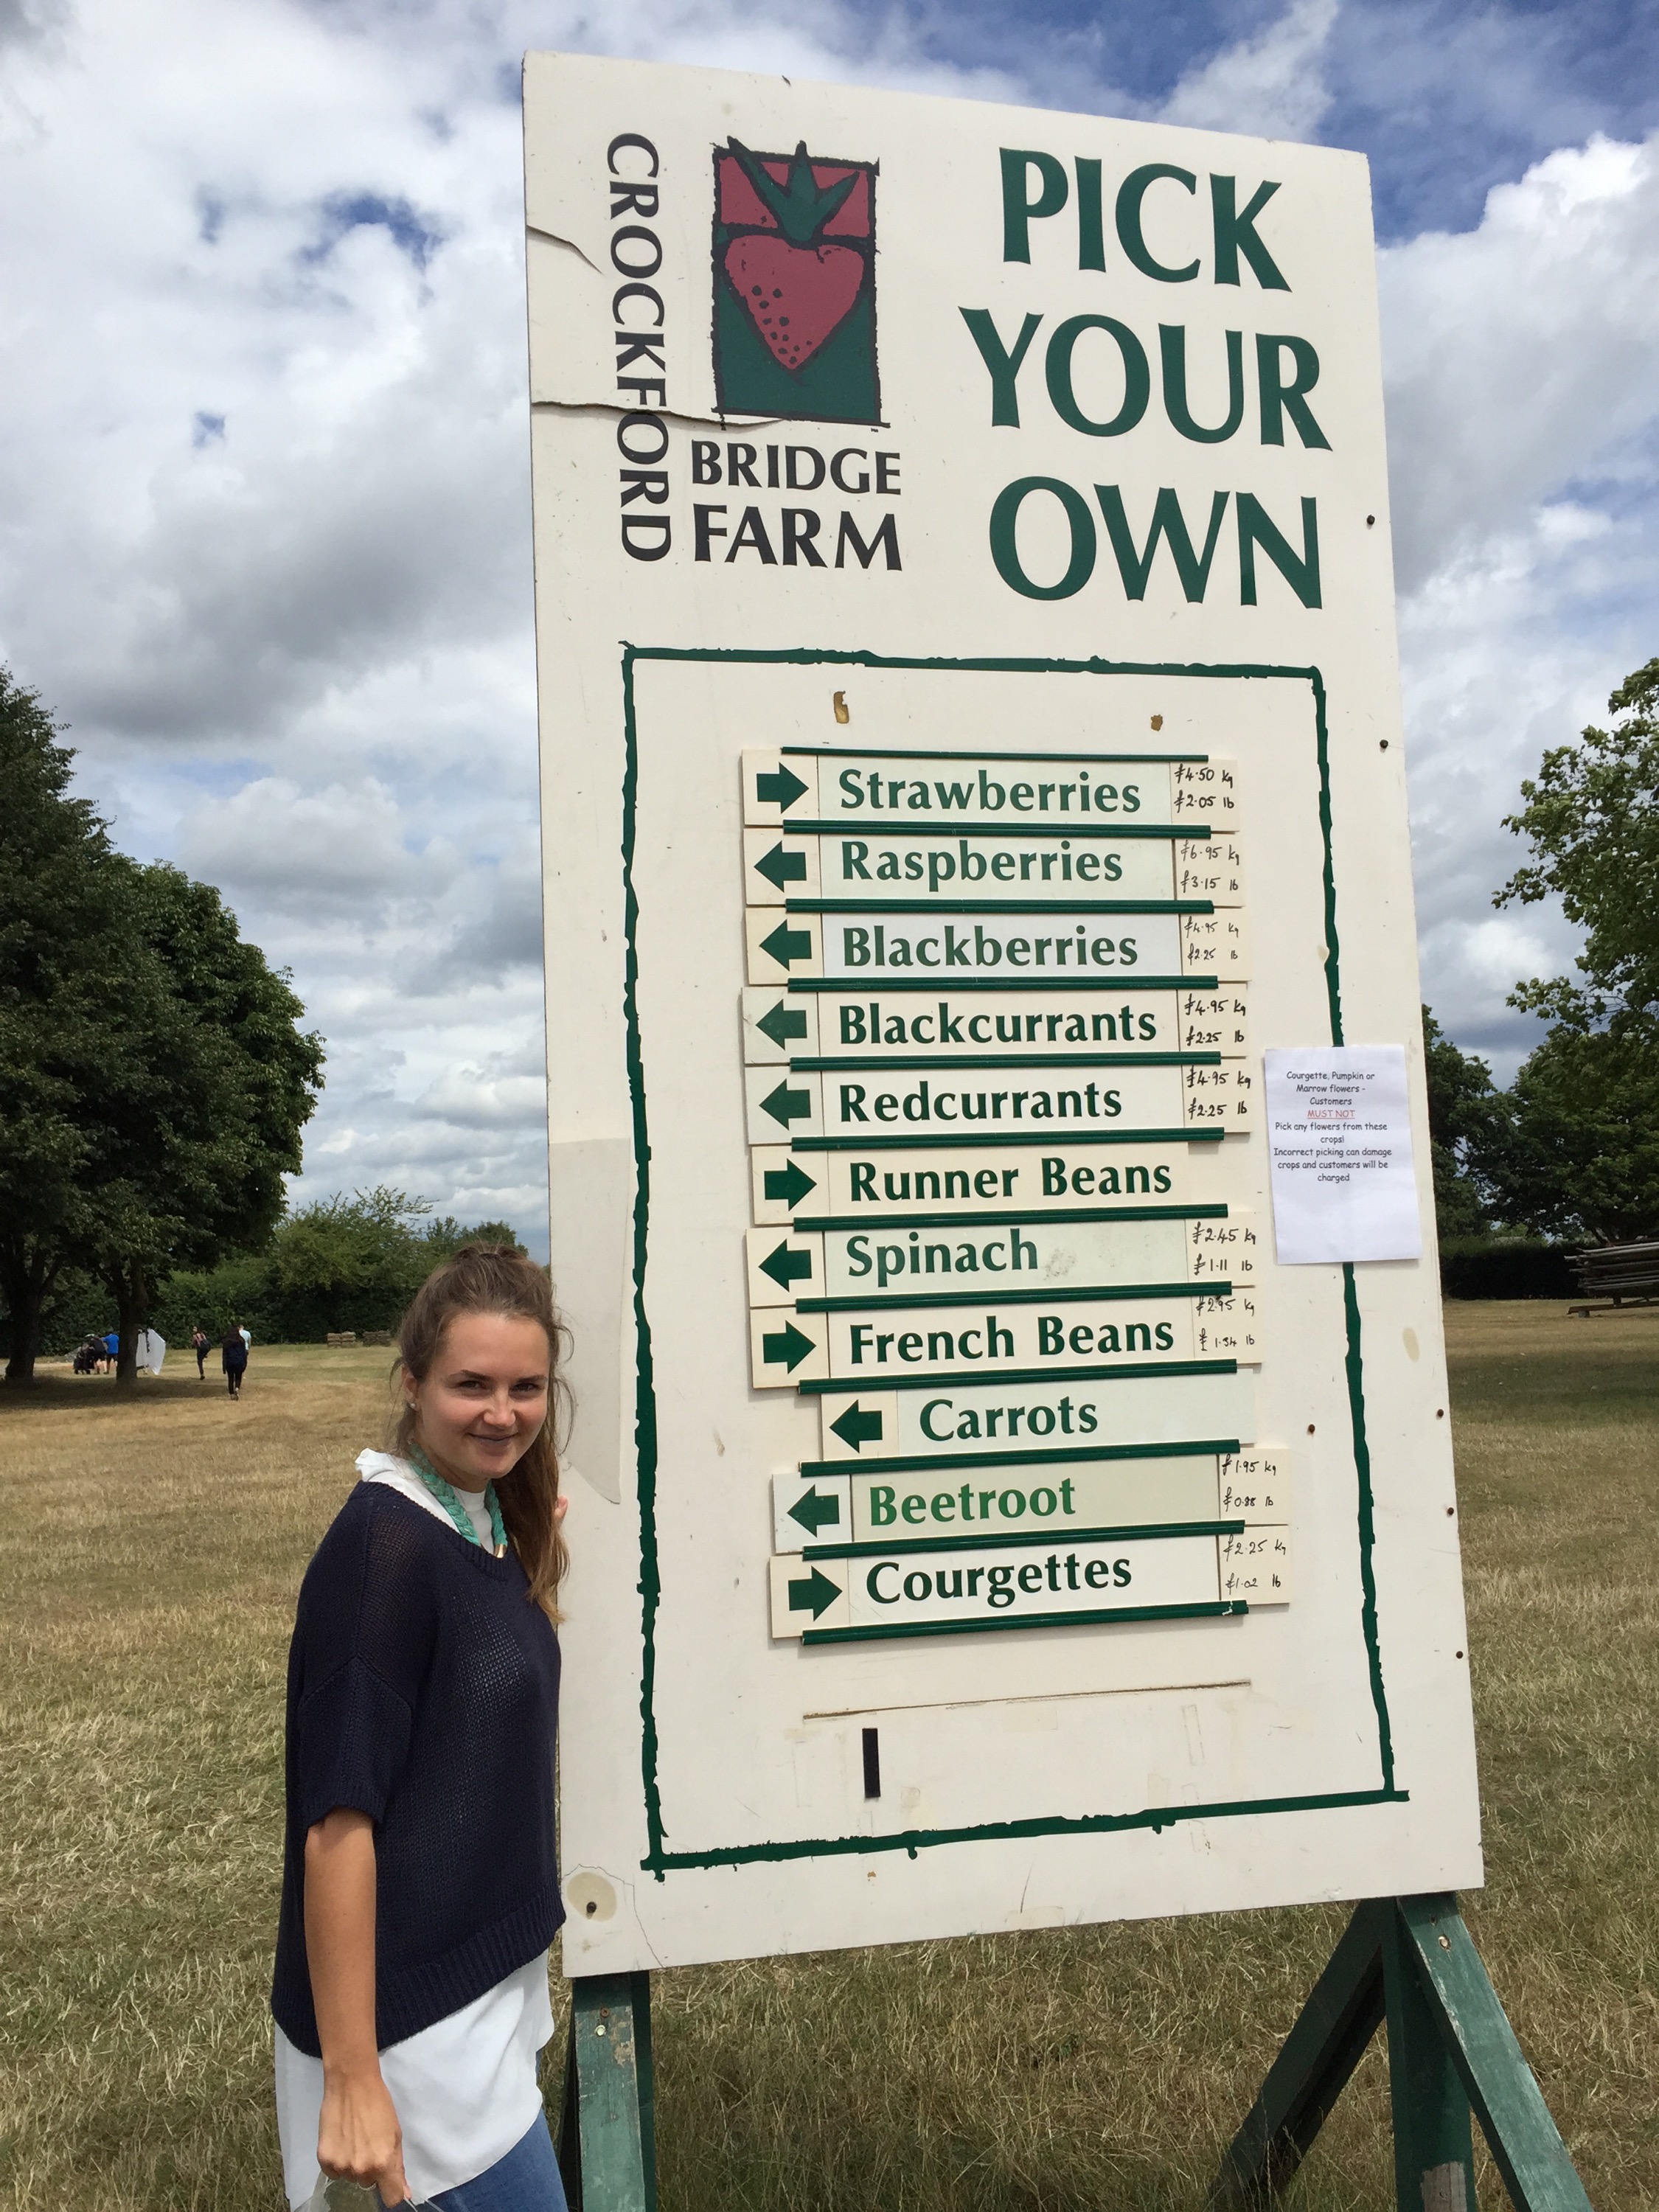 CROCKFORD
BRIDGE
FARM
PICK
YOUR
OWN
Strawberries £4.50 kg
£2.05 lb
Raspberries £6.95 kg
£3.15 lb
Blackberries £4.95 kg
£2.25 lb
Blackcurrants £4.95 kg
£2.25 lb
Redcurrants £4.95 kg
£2.25 lb
Runner Beans
Spinach £2.45 kg
£1.11 lb
French Beans £2.95 kg
£1.34 lb
Carrots
Beetroot £1.95 kg
£0.88 lb
Courgettes £2.25 kg
£1.02 lb
Courgette, Pumpkin or
Marrow flowers -
Customers
MUST NOT
Pick any flowers from these
crops!
Incorrect picking can damage
crops and customers will be
charged